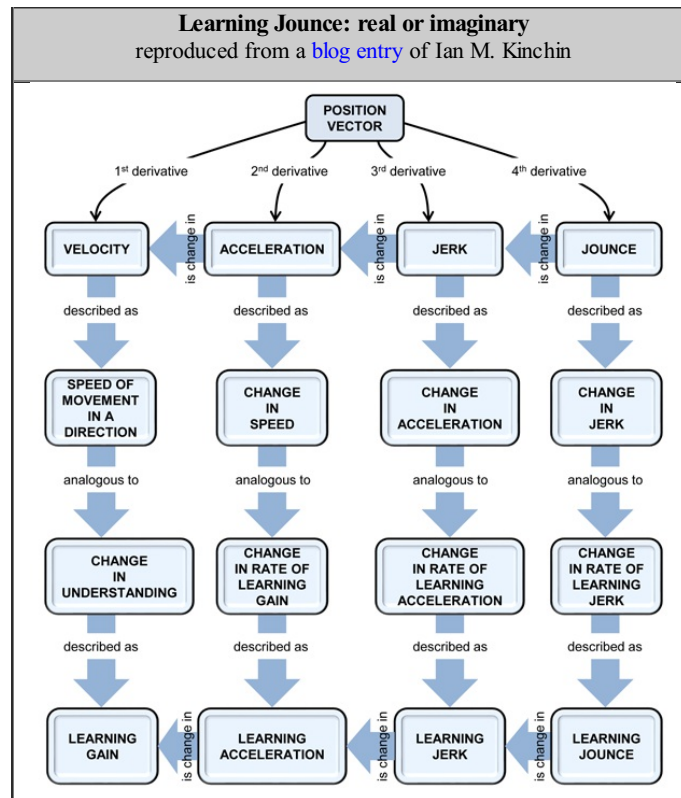 Learning Jounce: real or imaginary
reproduced from a blog entry of Ian M. Kinchin
POSITION
VECTOR
1st derivative
2nd derivative
3rd derivative
4th derivative
VELOCITY
is change in
ACCELERATION
is change in
JERK
is change in
JOUNCE
described as
described as
described as
described as
SPEED OF
MOVEMENT
IN A
DIRECTION
CHANGE
IN
SPEED
CHANGE
IN
ACCELERATION
CHANGE
IN
JERK
analogous to
analogous to
analogous to
analogous to
CHANGE
IN
UNDERSTANDING
CHANGE
IN RATE OF
LEARNING
GAIN
CHANGE
IN RATE OF
LEARNING
ACCELERATION
CHANGE
IN RATE OF
LEARNING
JERK
described as
described as
described as
described as
LEARNING
GAIN
is change in
LEARNING
ACCELERATION
is change in
LEARNING
JERK
is change in
LEARNING
JOUNCE